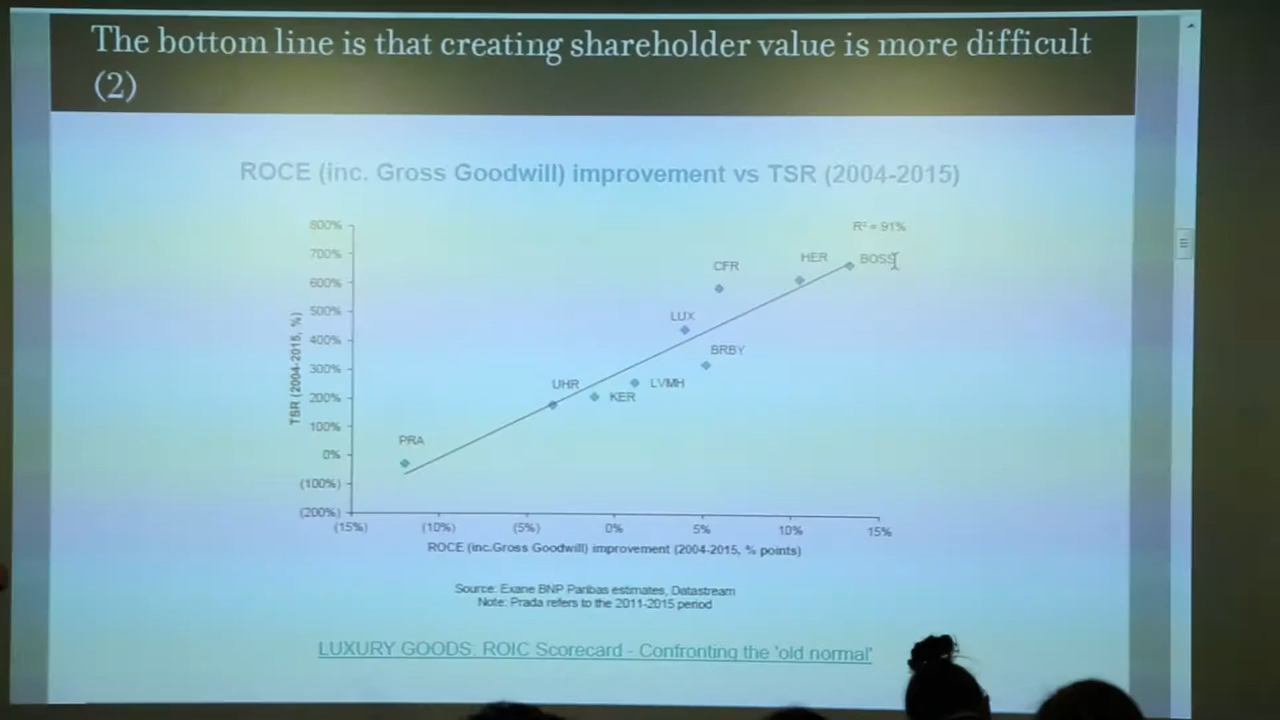 The bottom line is that creating shareholder value is more difficult
(2)
ROCE (inc. Gross Goodwill) improvement vs TSR (2004-2015)
R² = 91%
800%
700%
600%
500%
400%
300%
200%
100%
0%
(100%)
(200%)
TSR (2004-2015, %)
HER
BOSS
CFR
LUX
BRBY
UHR
LVMH
KER
PRA
(15%)
(10%)
(5%)
0%
5%
10%
15%
ROCE (inc.Gross Goodwill) improvement (2004-2015, % points)
Source: Exane BNP Paribas estimates, Datastream
Note: Prada refers to the 2011-2015 period
LUXURY GOODS: ROIC Scorecard - Confronting the 'old normal'